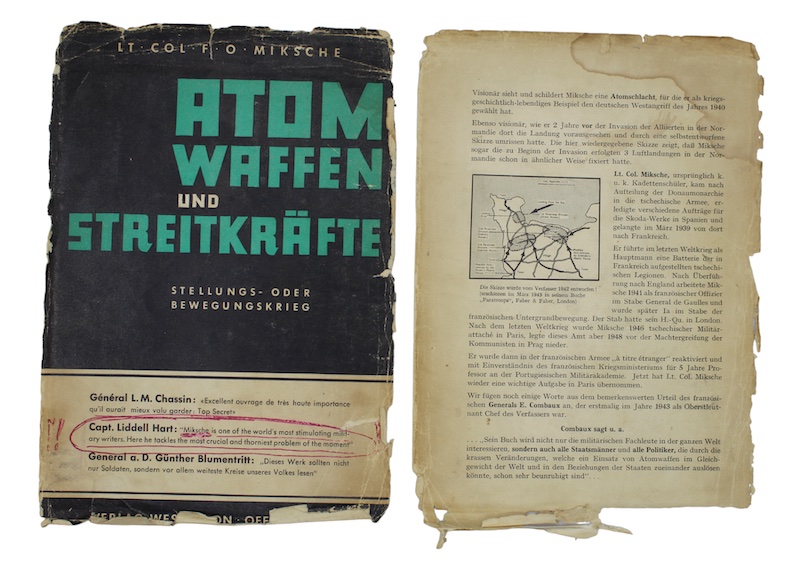 LT · COL · F · O · MIKSCHE
ATOM
WAFFEN
UND
STREITKRÄFTE
STELLUNGS- ODER
BEWEGUNGSKRIEG
Général L. M. Chassin: «Excellent ouvrage de très haute importance
qu'il aurait mieux valu garder: Top Secret»
Capt. Liddell Hart: "Miksche is one of the world's most stimulating milit-
ary writers. Here he tackles the most crucial and thorniest problem of the moment"
General a. D. Günther Blumentritt: „Dieses Werk sollten nicht
nur Soldaten, sondern vor allem weiteste Kreise unseres Volkes lesen"
Visionär sieht und schildert Miksche eine Atomschlacht, für die er als kriegs-
geschichtlich-lebendiges Beispiel den deutschen Westangriff des Jahres 1940
gewählt hat.
Ebenso visionär, wie er 2 Jahre vor der Invasion der Alliierten in der Nor-
mandie dort die Landung vorausgesehen und durch eine selbstentworfene
Skizze umrissen hatte. Die hier wiedergegebene Skizze zeigt, daß Miksche
sogar die zu Beginn der Invasion erfolgten 3 Luftlandungen in der Nor-
mandie schon in ähnlicher Weise fixiert hatte.
Die Skizze wurde vom Verfasser 1942 entworfen
(erschienen im März 1943 in seinem Buche
„Paratroops", Faber & Faber, London)
Lt. Col. Miksche, ursprünglich k.
u. k. Kadettenschüler, kam nach
Aufteilung der Donaumonarchie
in die tschechische Armee, er-
ledigte verschiedene Aufträge für
die Skoda-Werke in Spanien und
gelangte im März 1939 von dort
nach Frankreich.
Er führte im letzten Weltkrieg als
Hauptmann eine Batterie der in
Frankreich aufgestellten tschechi-
schen Legionen. Nach Überfüh-
rung nach England arbeitete Mik-
sche 1941 als französischer Offizier
im Stabe General de Gaulles und
wurde später Ia im Stabe der
französischen Untergrundbewegung. Der Stab hatte sein H.-Qu. in London.
Nach dem letzten Weltkrieg wurde Miksche 1946 tschechischer Militär-
attaché in Paris, legte dieses Amt aber 1948 vor der Machtergreifung der
Kommunisten in Prag nieder.
Er wurde dann in der französischen Armee „à titre étranger" reaktiviert und
mit Einverständnis des französischen Kriegsministeriums für 5 Jahre Pro-
fessor an der Portugiesischen Militärakademie. Jetzt hat Lt. Col. Miksche
wieder eine wichtige Aufgabe in Paris übernommen.
Wir fügen noch einige Worte aus dem bemerkenswerten Urteil des französi-
schen Generals E. Combaux an, der erstmalig im Jahre 1943 als Oberstleut-
nant Chef des Verfassers war.
Combaux sagt u. a.
. . . „Sein Buch wird nicht nur die militärischen Fachleute in der ganzen Welt
interessieren, sondern auch alle Staatsmänner und alle Politiker, die durch die
krassen Veränderungen, welche ein Einsatz von Atomwaffen im Gleich-
gewicht der Welt und in den Beziehungen der Staaten zueinander auslösen
könnte, schon sehr beunruhigt sind" . . .